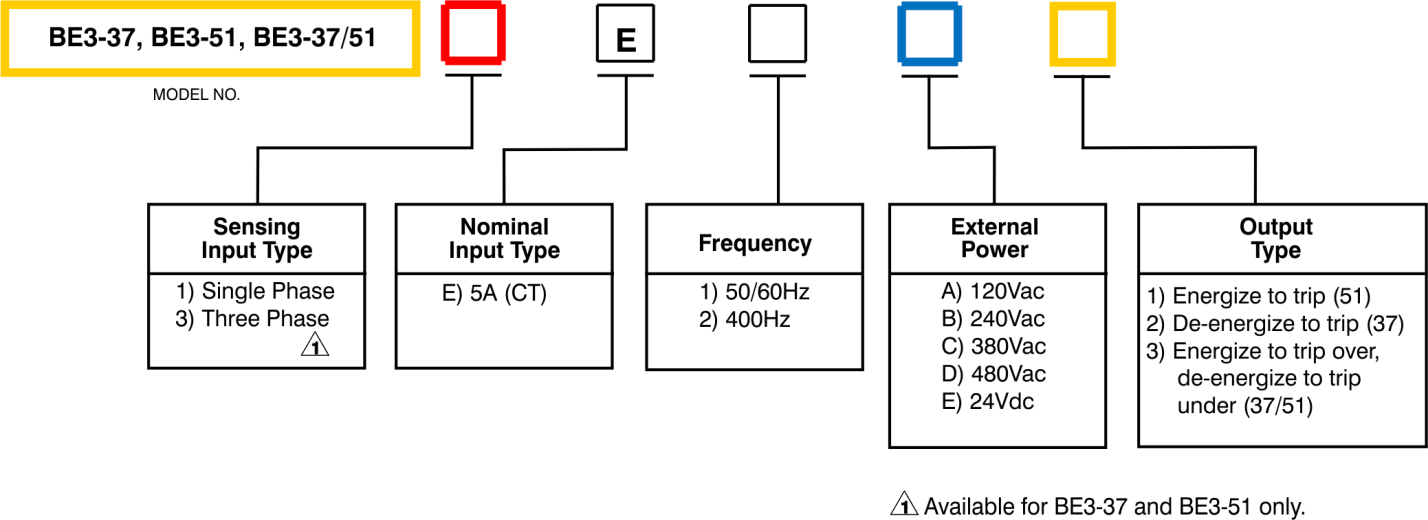 BE3-37, BE3-51, BE3-37/51
E
MODEL NO.
Sensing
Input Type
1) Single Phase
3) Three Phase
1
Nominal
Input Type
E) 5A (CT)
Frequency
1) 50/60Hz
2) 400Hz
External
Power
A) 120Vac
B) 240Vac
C) 380Vac
D) 480Vac
E) 24Vdc
Output
Type
1) Energize to trip (51)
2) De-energize to trip (37)
3) Energize to trip over,
de-energize to trip
under (37/51)
1 Available for BE3-37 and BE3-51 only.